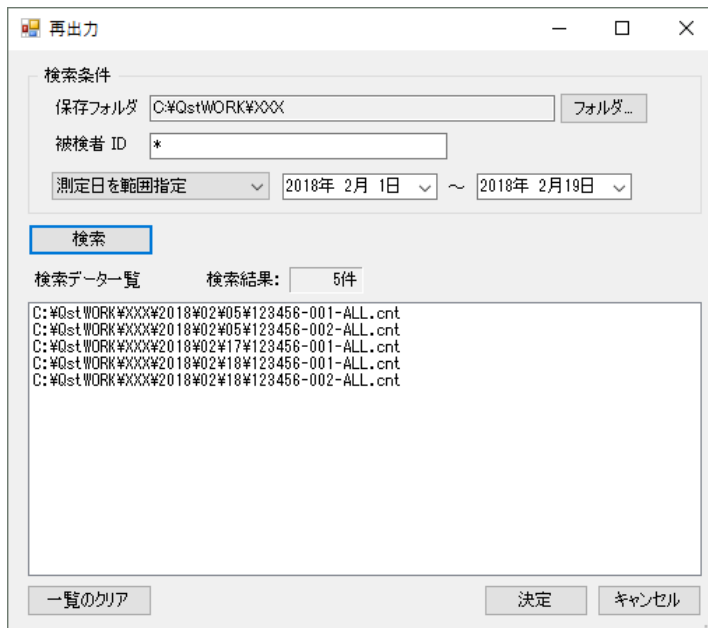 再出力
検索条件
保存フォルダ C:¥QstWORK¥XXX フォルダ...
被検者 ID *
測定日を範囲指定 2018年 2月 1日 ～ 2018年 2月19日
検索
検索データ一覧 検索結果: 5件
C:¥QstWORK¥XXX¥2018¥02¥05¥123456-001-ALL.cnt
C:¥QstWORK¥XXX¥2018¥02¥05¥123456-002-ALL.cnt
C:¥QstWORK¥XXX¥2018¥02¥17¥123456-001-ALL.cnt
C:¥QstWORK¥XXX¥2018¥02¥18¥123456-001-ALL.cnt
C:¥QstWORK¥XXX¥2018¥02¥18¥123456-002-ALL.cnt
一覧のクリア 決定 キャンセル